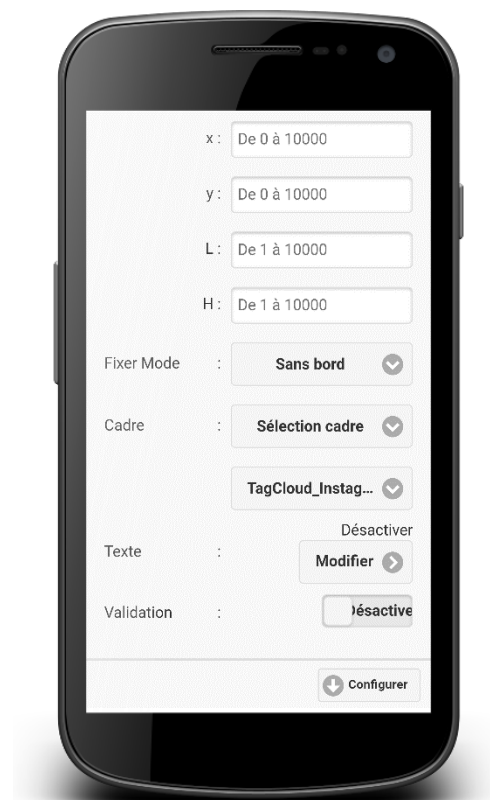 x : De 0 à 10000
y : De 0 à 10000
L : De 1 à 10000
H : De 1 à 10000
Fixer Mode : Sans bord
Cadre : Sélection cadre
TagCloud_Instag...
Désactiver
Texte : Modifier
Validation : Désactive
Configurer